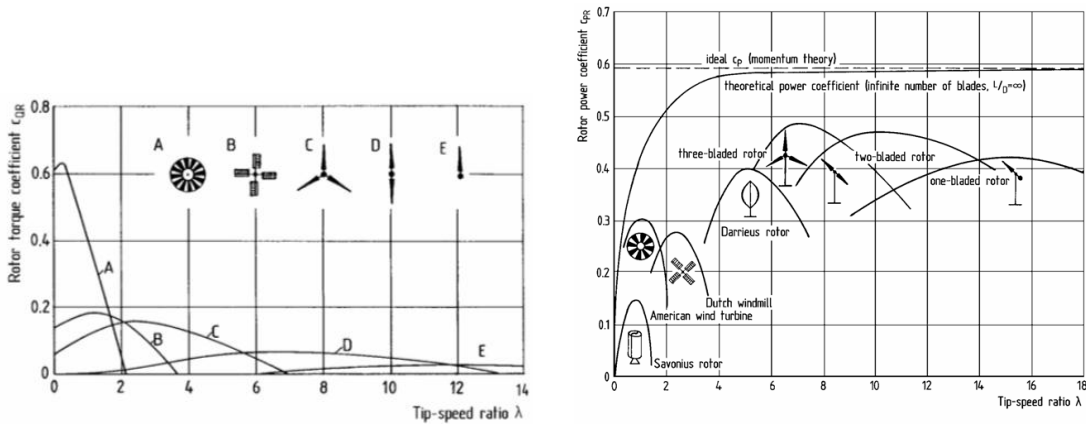 Rotor torque coefficient cQR
0.8
0.6
0.4
0.2
0
A
B
C
D
E
A
B
C
D
E
0 2 4 6 8 10 12 14
Tip-speed ratio λ
Rotor power coefficient cPR
0.7
0.6
0.5
0.4
0.3
0.2
0.1
0
ideal cP (momentum theory)
theoretical power coefficient (infinite number of blades, L/D=∞)
three-bladed rotor
two-bladed rotor
one-bladed rotor
Darrieus rotor
Dutch windmill
American wind turbine
Savonius rotor
0 2 4 6 8 10 12 14 16 18
Tip-speed ratio λ